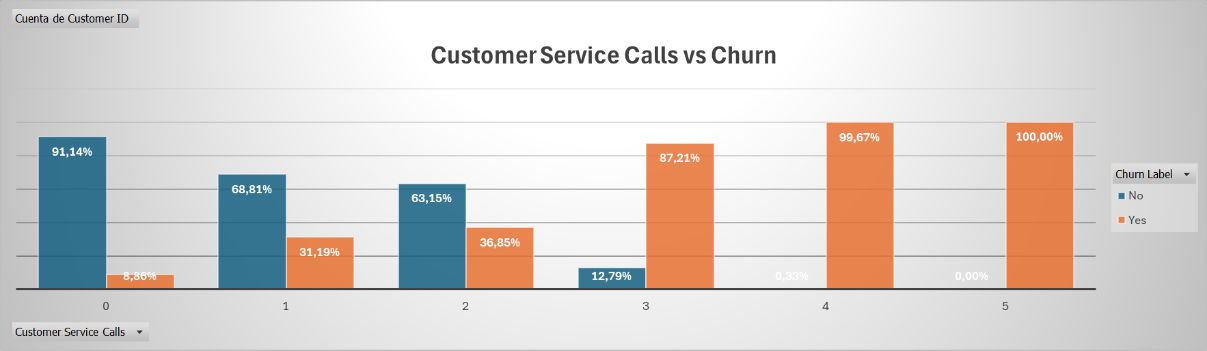 Cuenta de Customer ID
Customer Service Calls vs Churn
91,14%
8,86%
68,81%
31,19%
63,15%
36,85%
12,79%
87,21%
0,33%
99,67%
0,00%
100,00%
0 1 2 3 4 5
Churn Label
No
Yes
Customer Service Calls